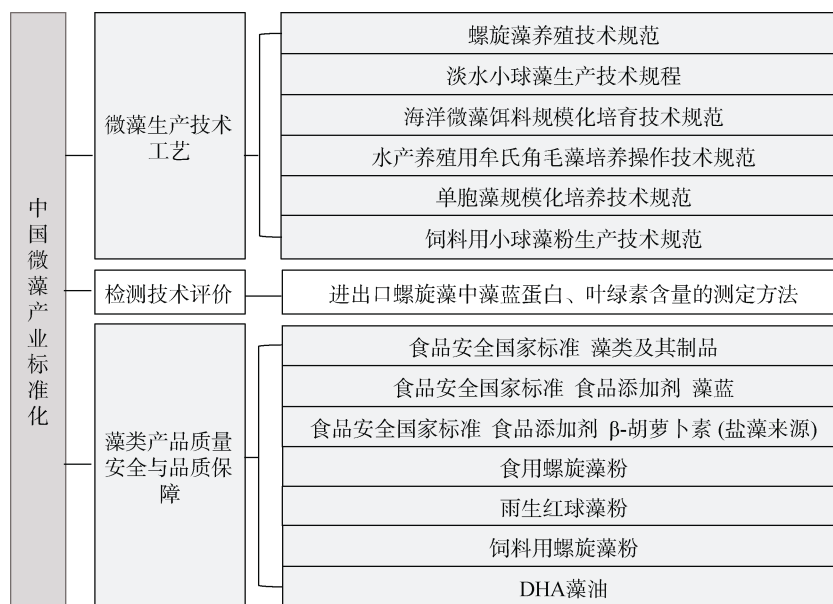 中国微藻产业标准化
微藻生产技术
工艺
螺旋藻养殖技术规范
淡水小球藻生产技术规程
海洋微藻饵料规模化培育技术规范
水产养殖用牟氏角毛藻培养操作技术规范
单胞藻规模化培养技术规范
饲料用小球藻粉生产技术规范
检测技术评价
进出口螺旋藻中藻蓝蛋白、叶绿素含量的测定方法
藻类产品质量
安全与品质保
障
食品安全国家标准 藻类及其制品
食品安全国家标准 食品添加剂 藻蓝
食品安全国家标准 食品添加剂 β-胡萝卜素 (盐藻来源)
食用螺旋藻粉
雨生红球藻粉
饲料用螺旋藻粉
DHA藻油